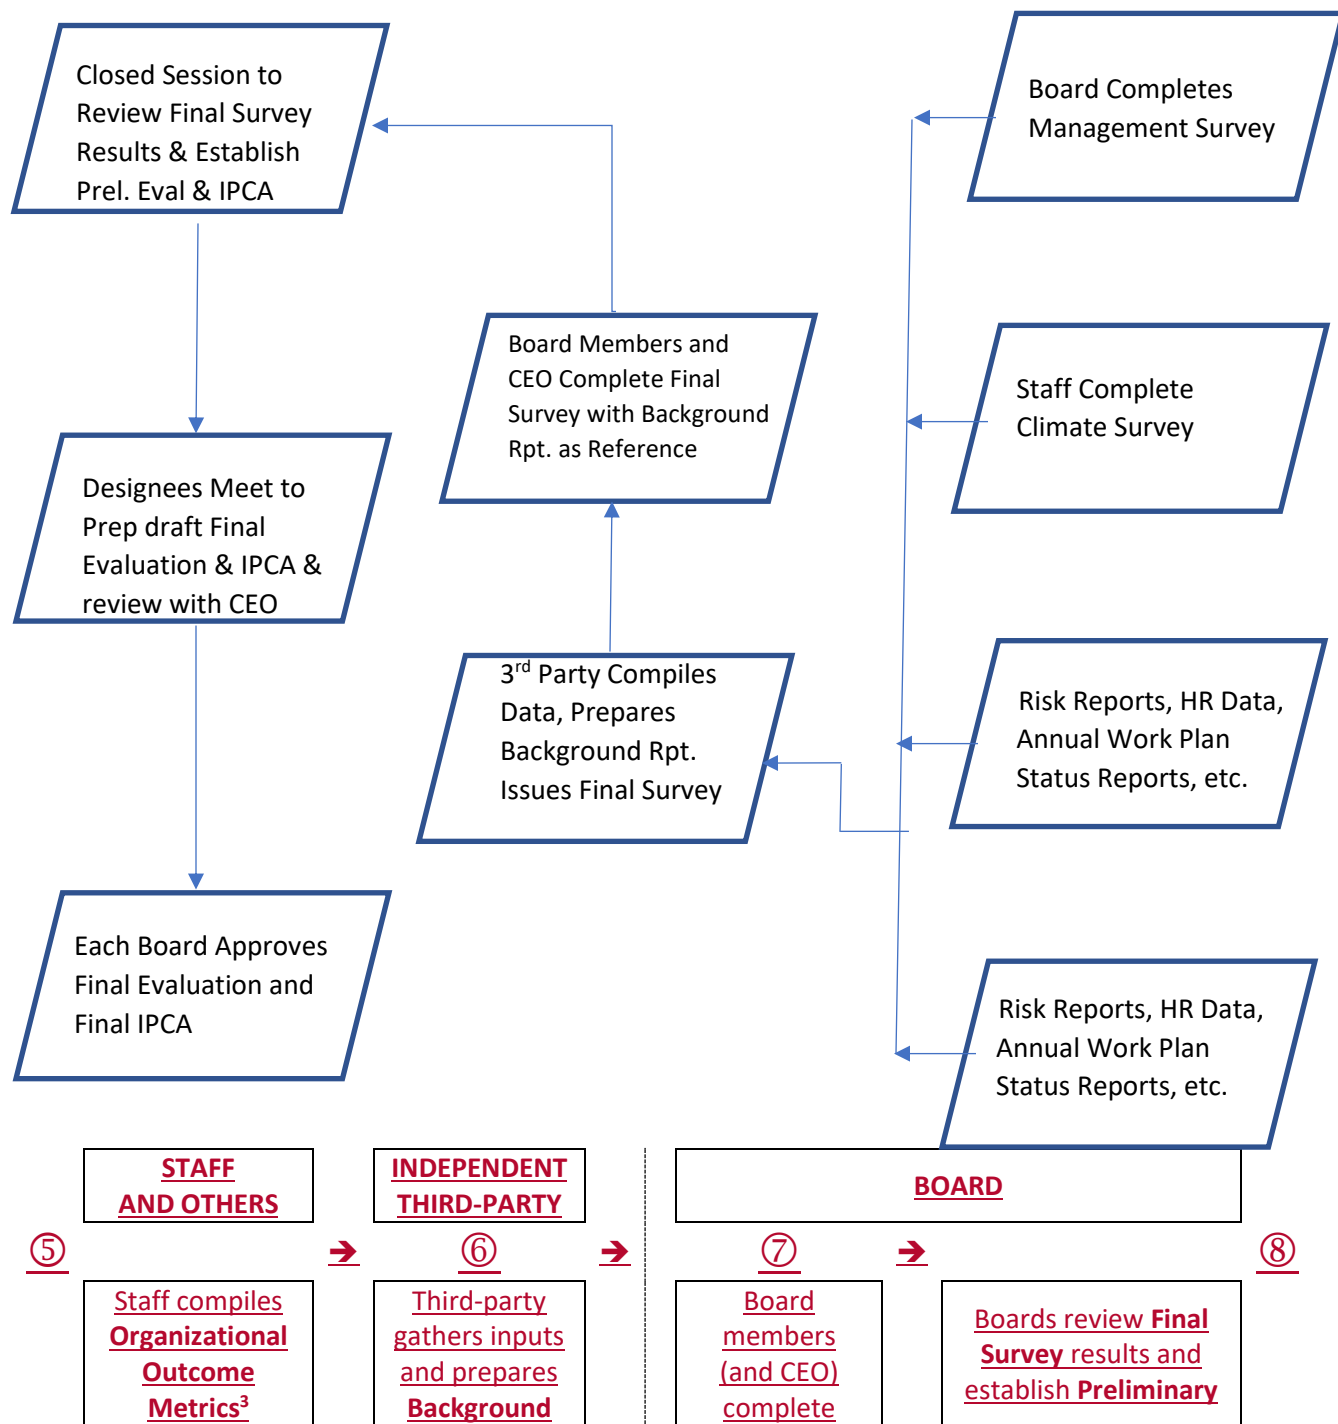 Closed Session to
Review Final Survey
Results & Establish
Prel. Eval & IPCA
Board Completes
Management Survey
Board Members and
CEO Complete Final
Survey with Background
Rpt. as Reference
Staff Complete
Climate Survey
Designees Meet to
Prep draft Final
Evaluation & IPCA &
review with CEO
3rd Party Compiles
Data, Prepares
Background Rpt.
Issues Final Survey
Risk Reports, HR Data,
Annual Work Plan
Status Reports, etc.
Each Board Approves
Final Evaluation and
Final IPCA
Risk Reports, HR Data,
Annual Work Plan
Status Reports, etc.
STAFF
AND OTHERS
INDEPENDENT
THIRD-PARTY
BOARD
⑤ ➔ ⑥ ➔ ⑦ ➔ ⑧
Staff compiles
Organizational
Outcome
Metrics³
Third-party
gathers inputs
and prepares
Background
Board
members
(and CEO)
complete
Boards review Final
Survey results and
establish Preliminary